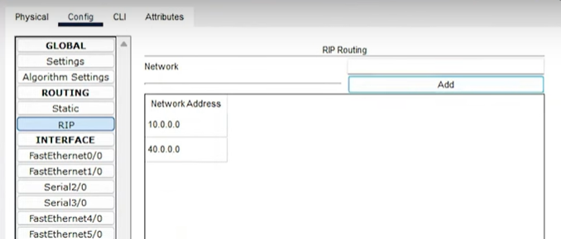 Physical Config CLI Attributes
GLOBAL
Settings
Algorithm Settings
ROUTING
Static
RIP
INTERFACE
FastEthernet0/0
FastEthernet1/0
Serial2/0
Serial3/0
FastEthernet4/0
FastEthernet5/0
RIP Routing
Network
Add
Network Address
10.0.0.0
40.0.0.0